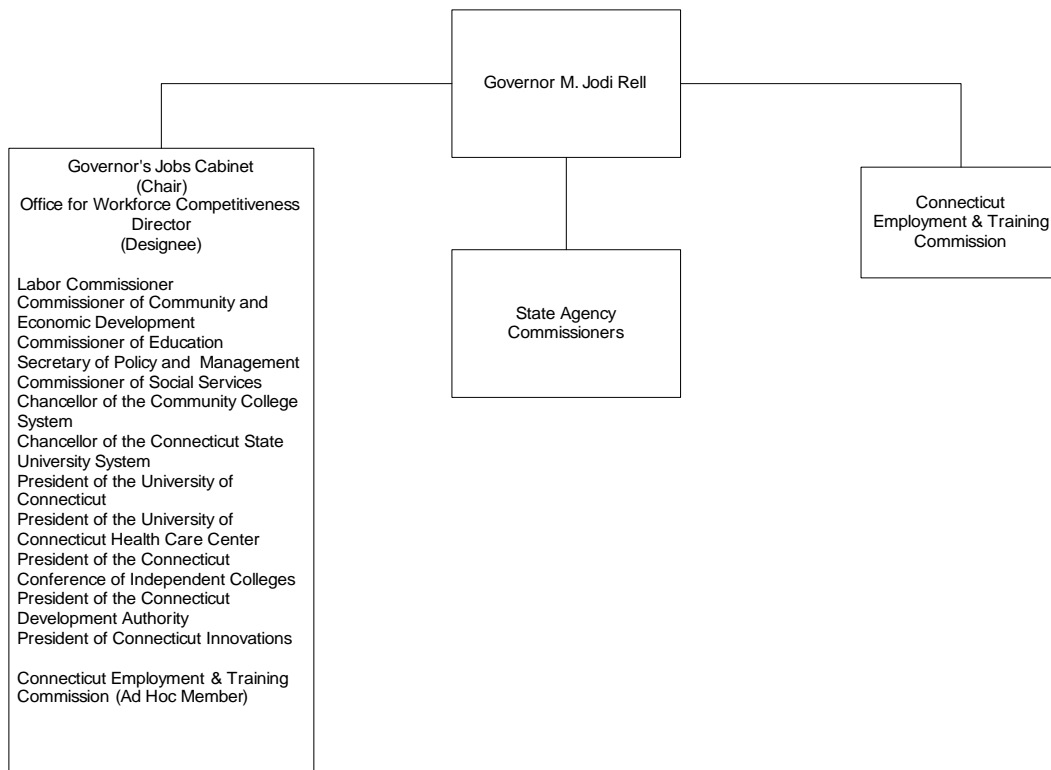 Governor M. Jodi Rell
Governor's Jobs Cabinet
(Chair)
Office for Workforce Competitiveness
Director
(Designee)
Labor Commissioner
Commissioner of Community and
Economic Development
Commissioner of Education
Secretary of Policy and Management
Commissioner of Social Services
Chancellor of the Community College
System
Chancellor of the Connecticut State
University System
President of the University of
Connecticut
President of the University of
Connecticut Health Care Center
President of the Connecticut
Conference of Independent Colleges
President of the Connecticut
Development Authority
President of Connecticut Innovations
Connecticut Employment & Training
Commission (Ad Hoc Member)
State Agency
Commissioners
Connecticut
Employment & Training
Commission